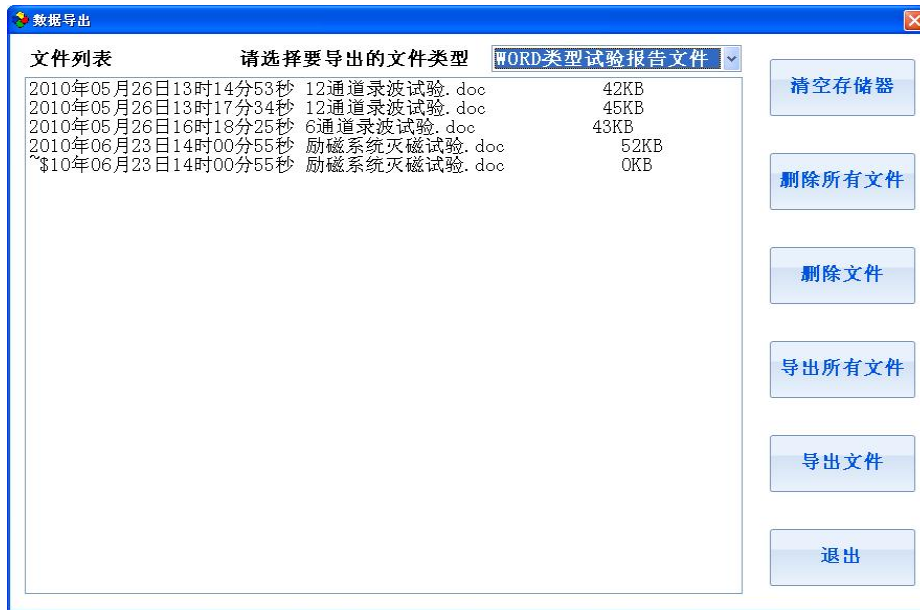 数据导出
文件列表 请选择要导出的文件类型 WORD类型试验报告文件
2010年05月26日13时14分53秒 12通道录波试验.doc 42KB
2010年05月26日13时17分34秒 12通道录波试验.doc 45KB
2010年05月26日16时18分25秒 6通道录波试验.doc 43KB
2010年06月23日14时00分55秒 励磁系统灭磁试验.doc 52KB
~$10年06月23日14时00分55秒 励磁系统灭磁试验.doc 0KB
清空存储器
删除所有文件
删除文件
导出所有文件
导出文件
退出